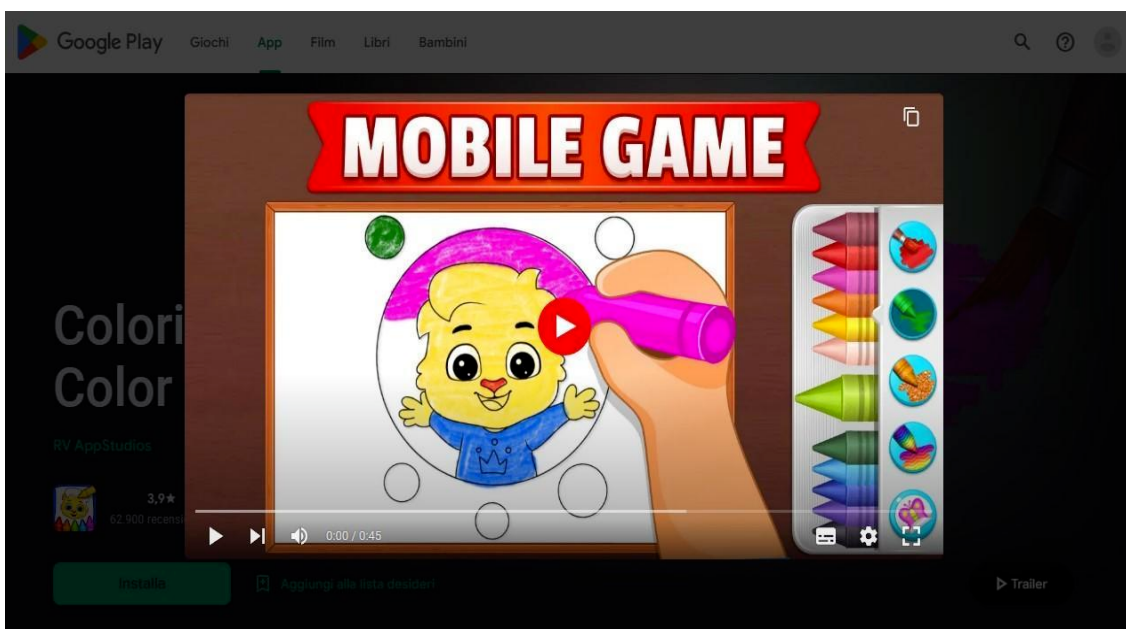 Google Play Giochi App Film Libri Bambini
MOBILE GAME
Colori
Color
RV AppStudios
3,9★
62.900 recensi
0:00 / 0:45
Installa
Aggiungi alla lista desideri
Trailer